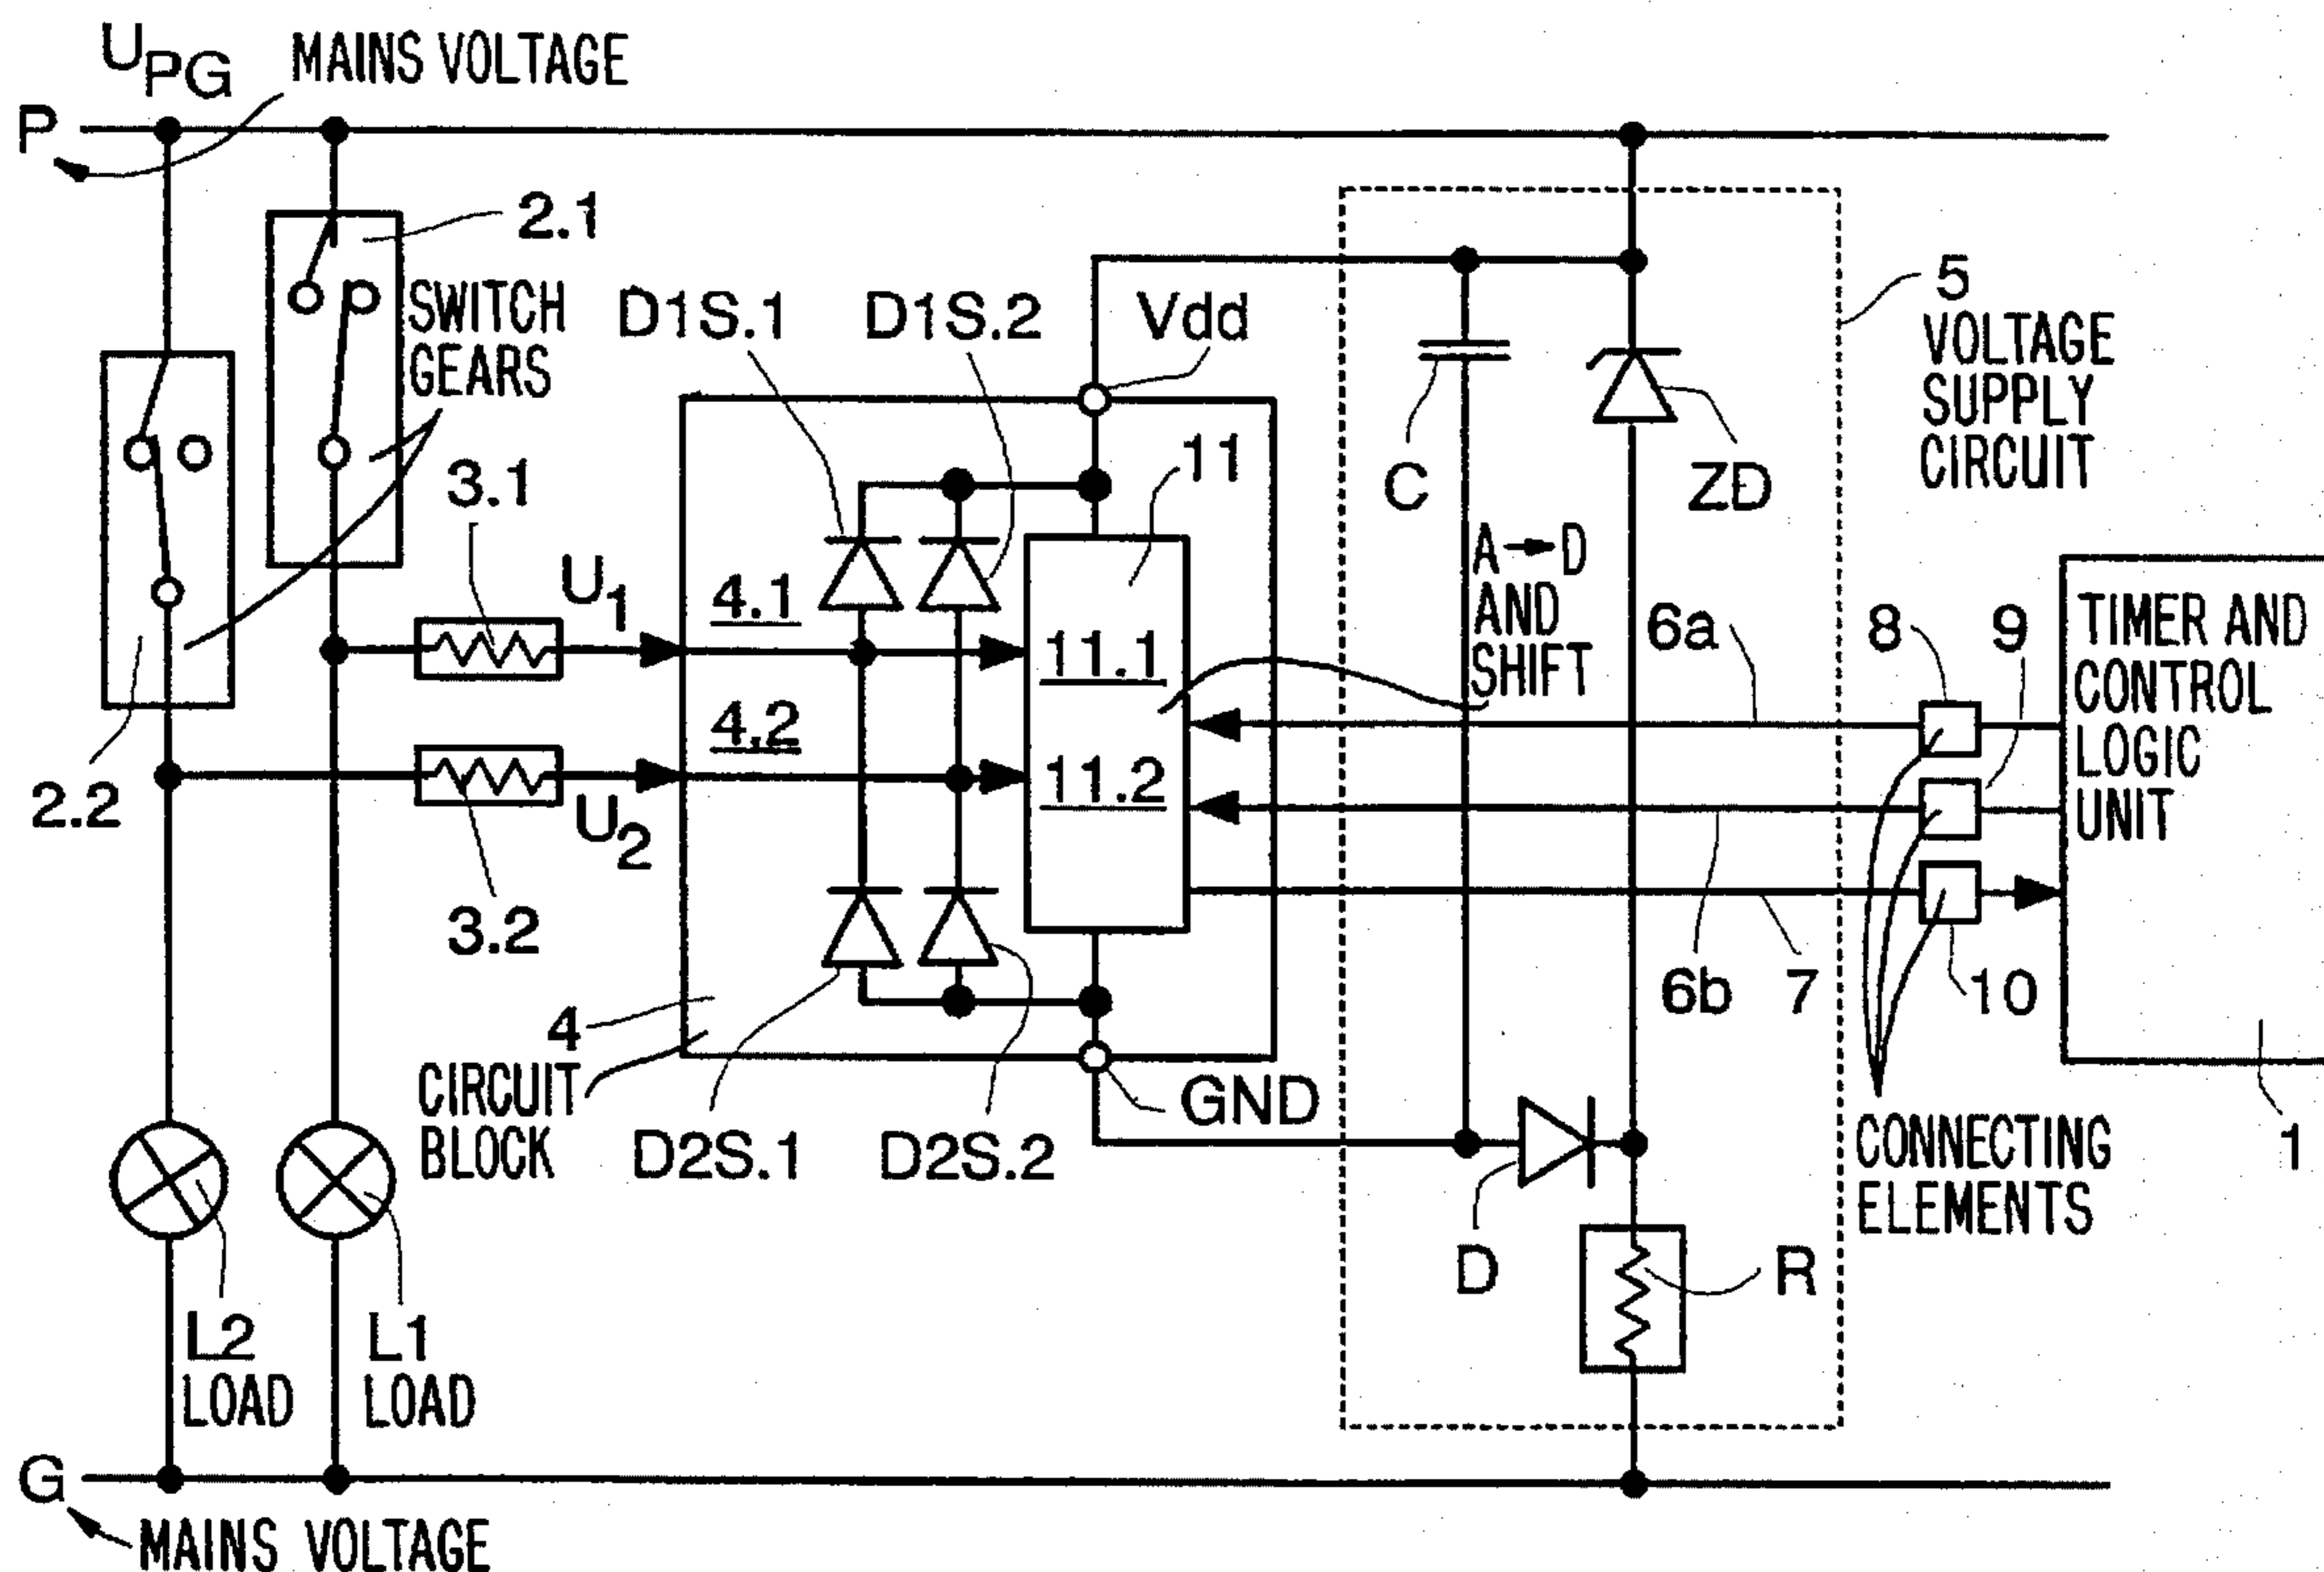 U_PG
MAINS VOLTAGE
P
2.1
SWITCH
GEARS
D1S.1
D1S.2
Vdd
5
VOLTAGE
SUPPLY
CIRCUIT
3.1
11
C
ZD
U_1
4.1
A→D
AND
SHIFT
11.1
6a
8
9
TIMER AND
CONTROL
LOGIC
UNIT
4.2
11.2
2.2
U_2
3.2
6b
7
10
4
CIRCUIT
BLOCK
GND
D2S.1
D2S.2
CONNECTING
ELEMENTS
1
D
R
L2
LOAD
L1
LOAD
G
MAINS VOLTAGE